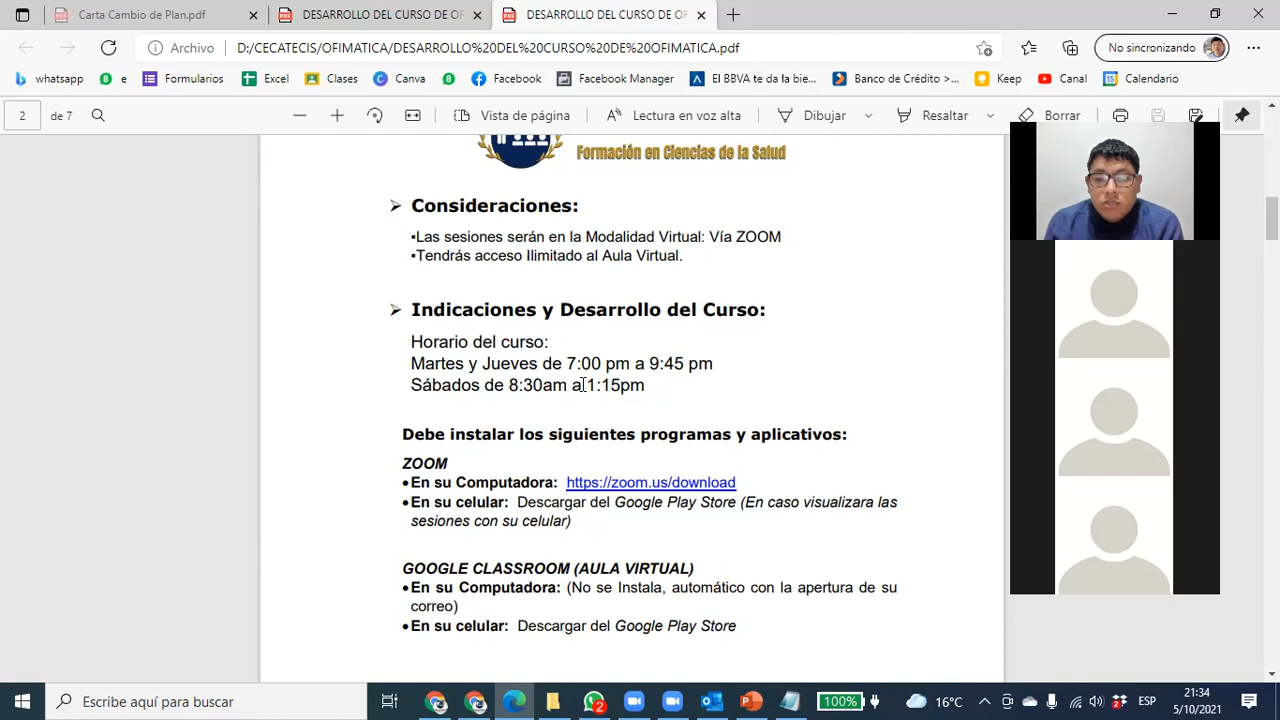 Carta Cambio de Plan.pdf
DESARROLLO DEL CURSO DE OF
DESARROLLO DEL CURSO DE OF
Archivo
D:/CECATECIS/OFIMATICA/DESARROLLO%20DEL%20CURSO%20DE%20OFIMATICA.pdf
No sincronizando
whatsapp
e
Formularios
Excel
Clases
Canva
Facebook
Facebook Manager
El BBVA te da la bie...
Banco de Crédito >...
Keep
Canal
Calendario
2 de 7
Vista de página
Lectura en voz alta
Dibujar
Resaltar
Borrar
Formación en Ciencias de la Salud
➢ Consideraciones:
▪Las sesiones serán en la Modalidad Virtual: Vía ZOOM
▪Tendrás acceso Ilimitado al Aula Virtual.
➢ Indicaciones y Desarrollo del Curso:
Horario del curso:
Martes y Jueves de 7:00 pm a 9:45 pm
Sábados de 8:30am a 1:15pm
Debe instalar los siguientes programas y aplicativos:
ZOOM
•En su Computadora: https://zoom.us/download
•En su celular: Descargar del Google Play Store (En caso visualizara las
sesiones con su celular)
GOOGLE CLASSROOM (AULA VIRTUAL)
•En su Computadora: (No se Instala, automático con la apertura de su
correo)
•En su celular: Descargar del Google Play Store
Escribe aquí para buscar
2
100%
16°C
ESP
21:34
5/10/2021